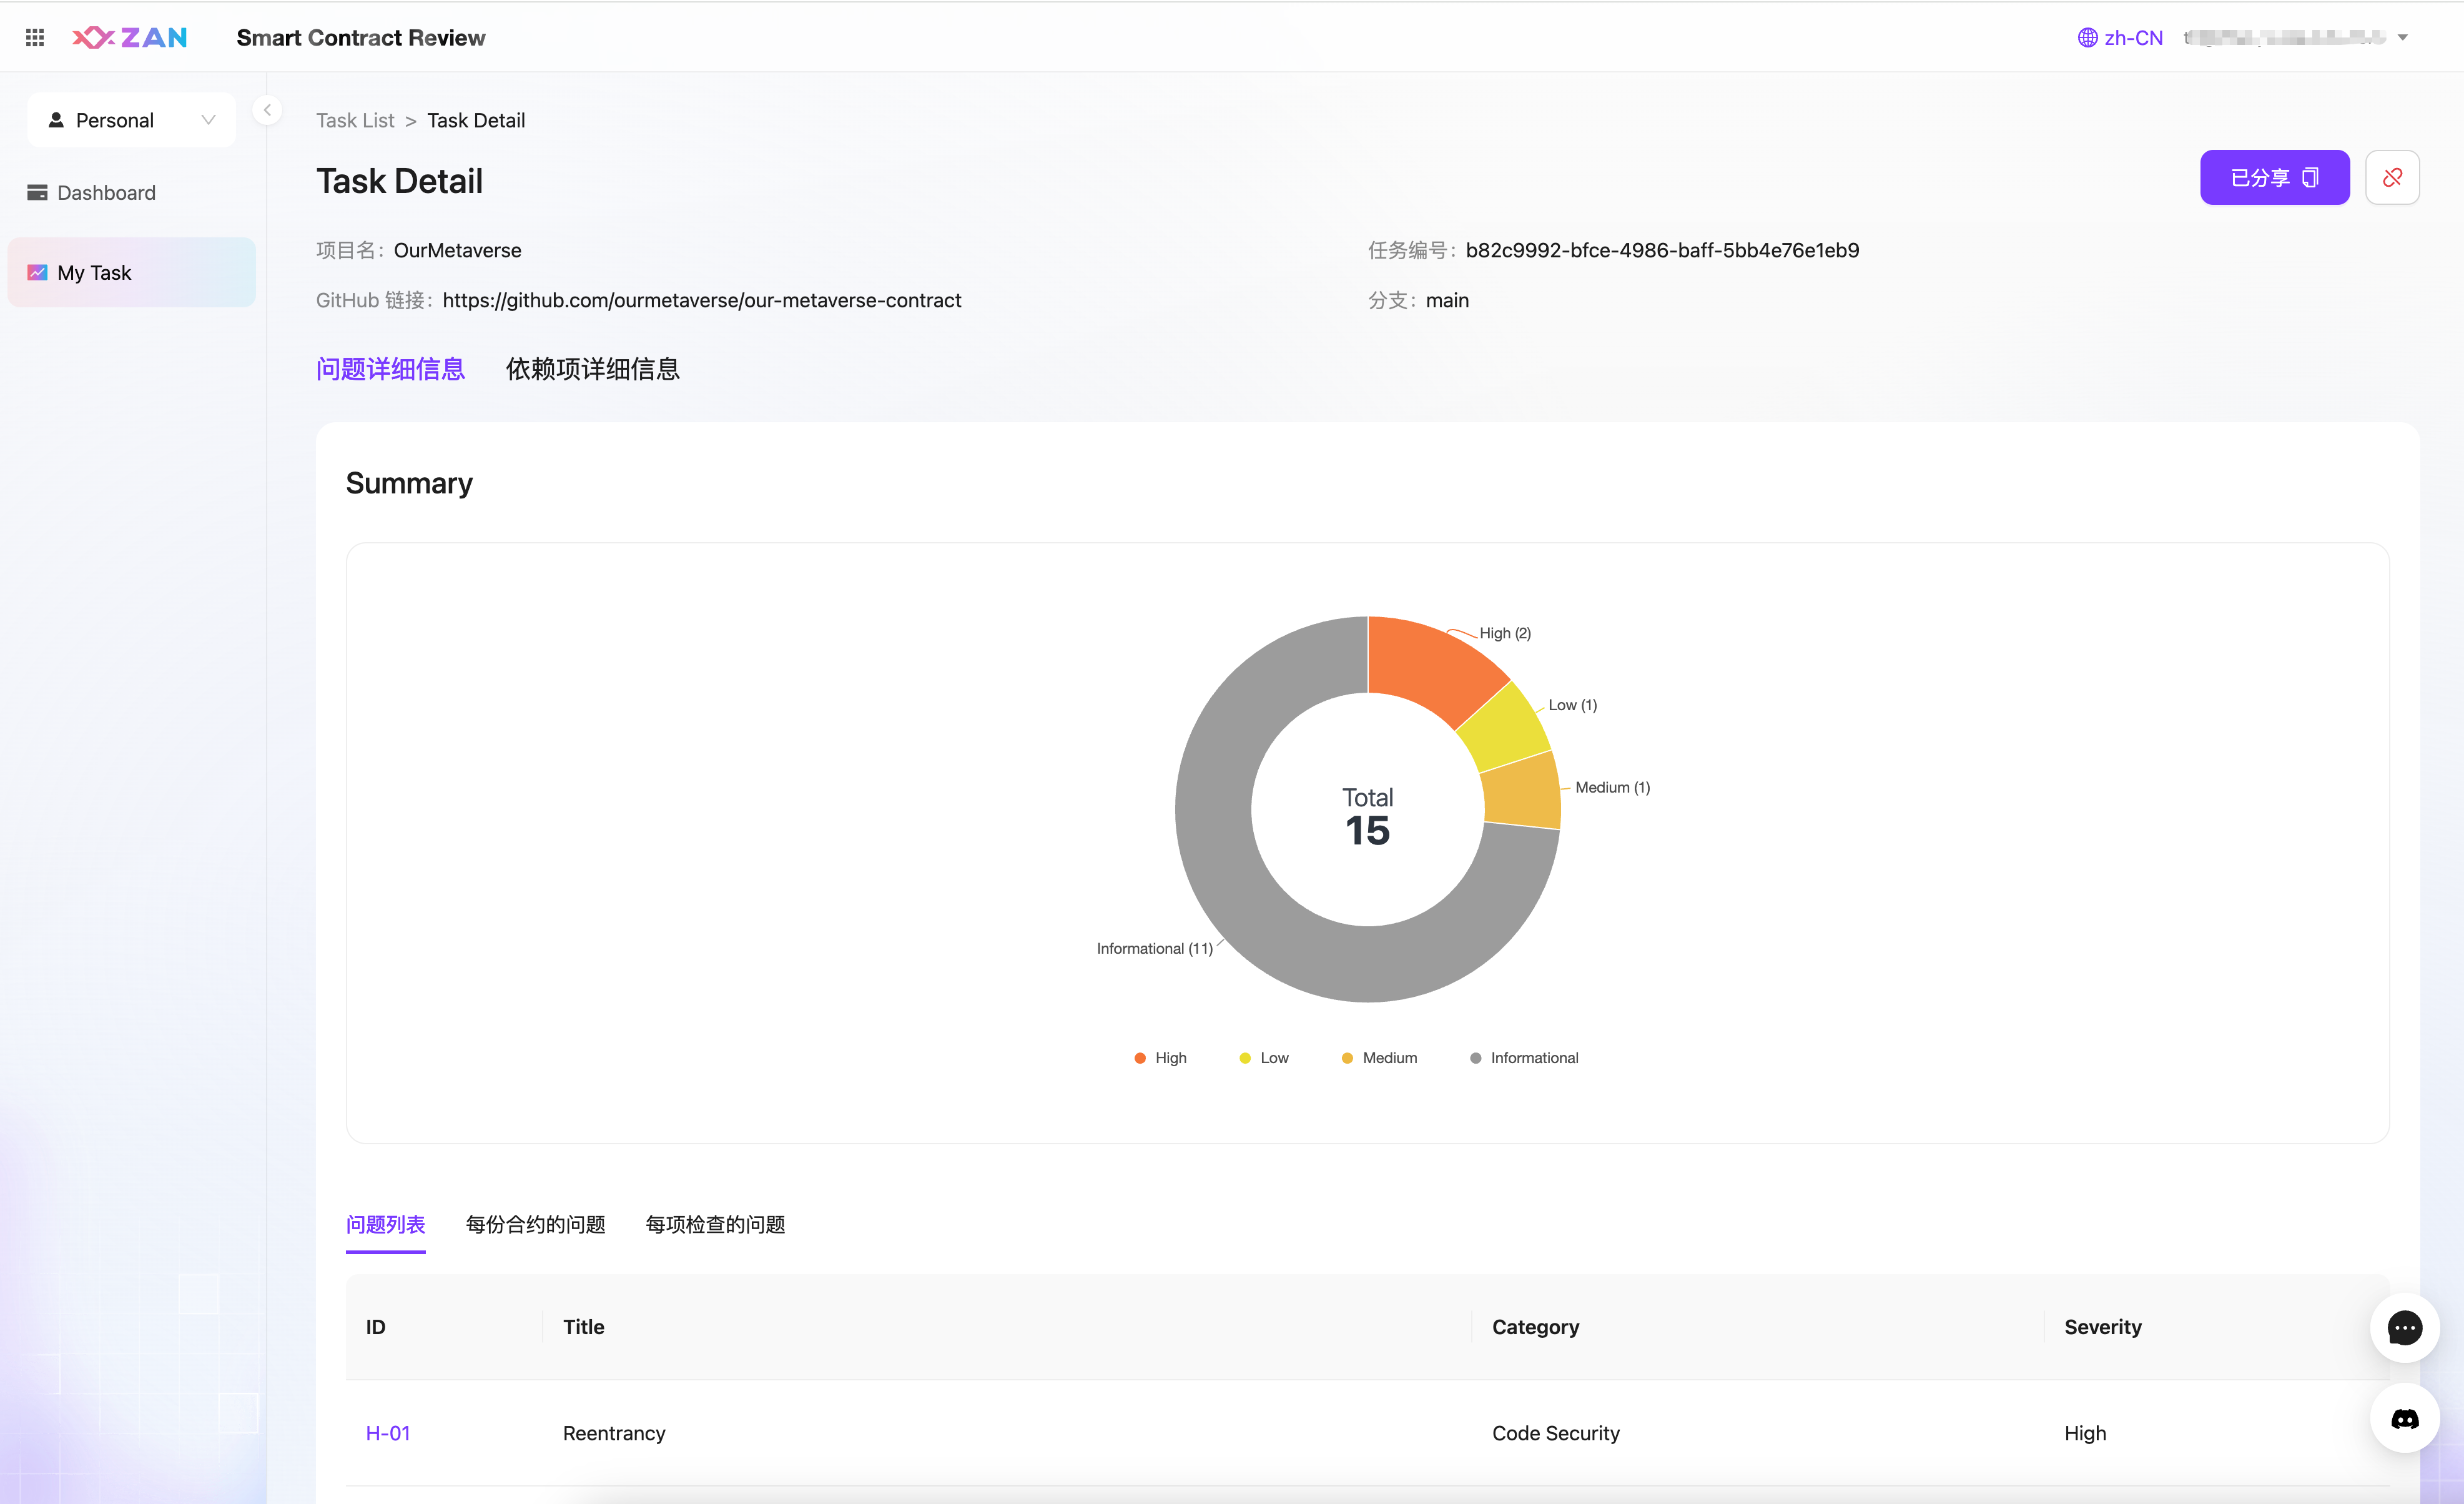 ZAN
Smart Contract Review
zh-CN
Personal
Dashboard
My Task
Task List > Task Detail
Task Detail
已分享
项目名： OurMetaverse
任务编号： b82c9992-bfce-4986-baff-5bb4e76e1eb9
GitHub 链接： https://github.com/ourmetaverse/our-metaverse-contract
分支： main
问题详细信息
依赖项详细信息
Summary
High (2)
Low (1)
Medium (1)
Total
15
Informational (11)
High
Low
Medium
Informational
问题列表
每份合约的问题
每项检查的问题
ID
Title
Category
Severity
H-01
Reentrancy
Code Security
High